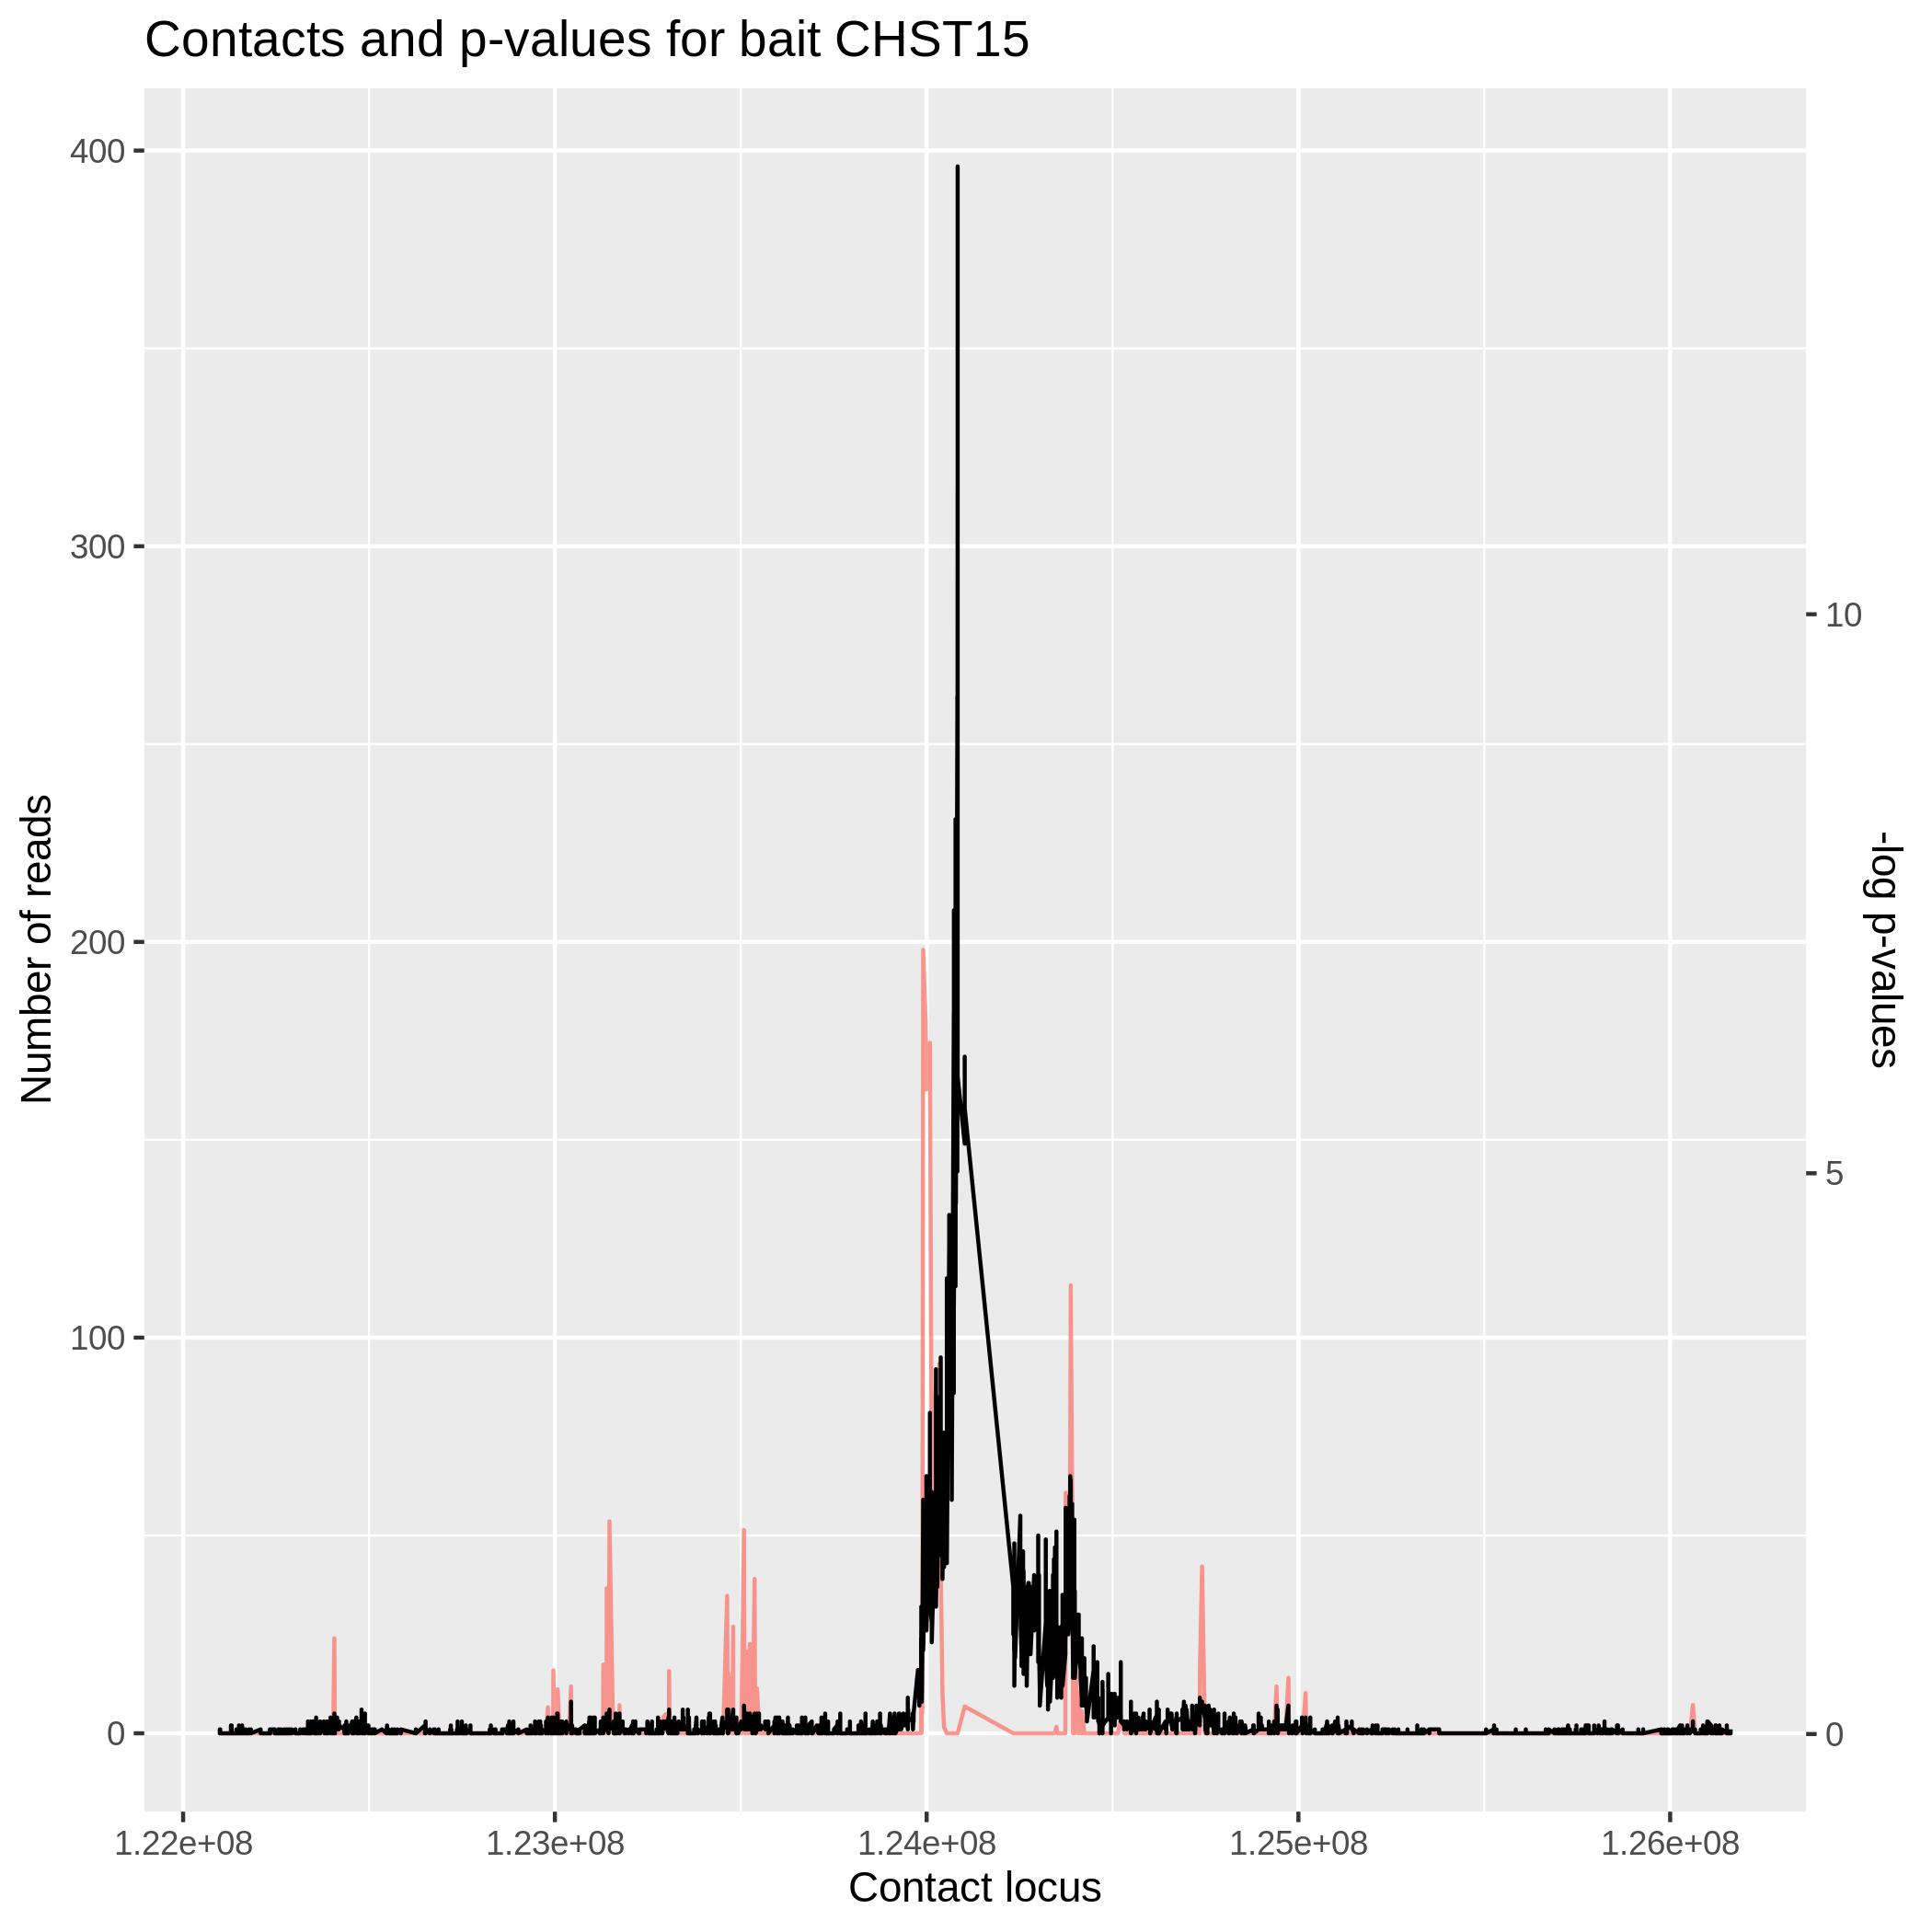 Contacts and p-values for bait CHST15
400
300
200
100
0
Number of reads
10
5
0
-log p-values
1.22e+08
1.23e+08
1.24e+08
1.25e+08
1.26e+08
Contact locus